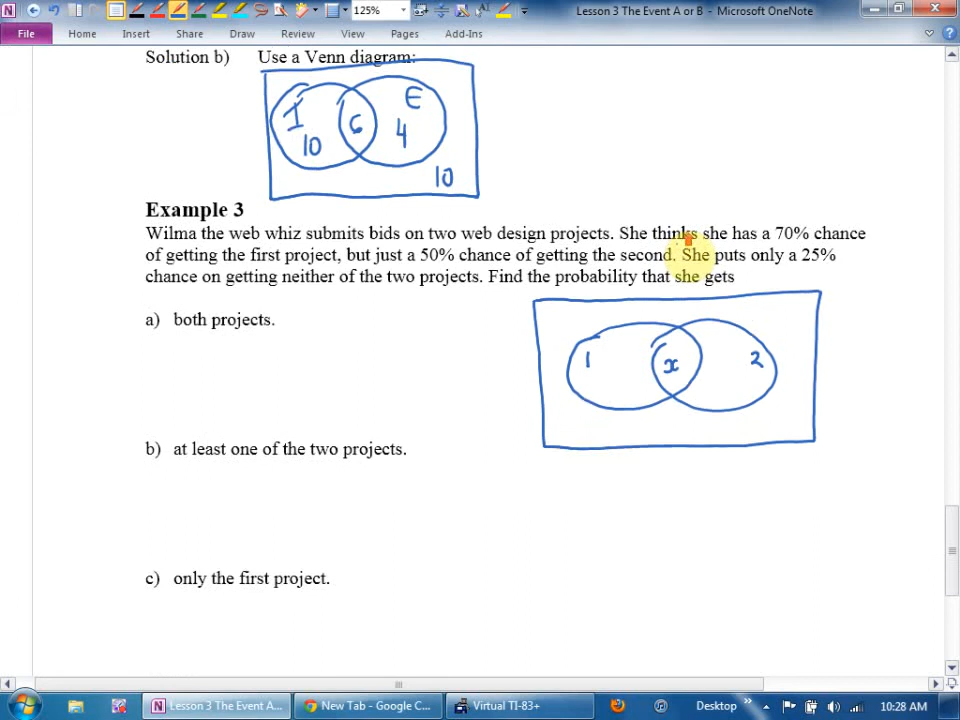 Lesson 3 The Event A or B - Microsoft OneNote
125%
File Home Insert Share Draw Review View Pages Add-Ins
Solution b) Use a Venn diagram:
I E
10 6 4
10
Example 3
Wilma the web whiz submits bids on two web design projects. She thinks she has a 70% chance
of getting the first project, but just a 50% chance of getting the second. She puts only a 25%
chance on getting neither of the two projects. Find the probability that she gets
a) both projects.
1 x 2
b) at least one of the two projects.
c) only the first project.
Lesson 3 The Event A... New Tab - Google C... Virtual TI-83+ Desktop » 10:28 AM